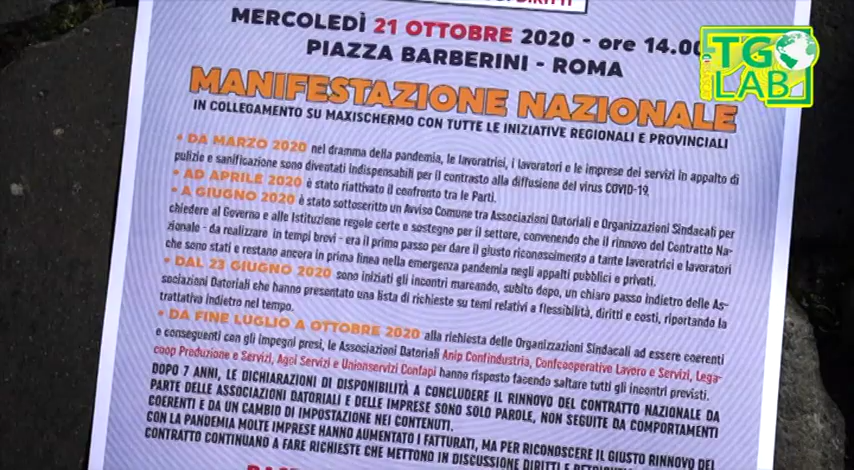 DIRITTI
MERCOLEDÌ 21 OTTOBRE 2020 - ore 14.00
PIAZZA BARBERINI - ROMA
MANIFESTAZIONE NAZIONALE
IN COLLEGAMENTO SU MAXISCHERMO CON TUTTE LE INIZIATIVE REGIONALI E PROVINCIALI
• DA MARZO 2020 nel dramma della pandemia, le lavoratrici, i lavoratori e le imprese dei servizi in appalto di
pulizie e sanificazione sono diventati indispensabili per il contrasto alla diffusione del virus COVID-19.
• AD APRILE 2020 è stato riattivato il confronto tra le Parti.
• A GIUGNO 2020 è stato sottoscritto un Avviso Comune tra Associazioni Datoriali e Organizzazioni Sindacali per
chiedere al Governo e alle Istituzione regole certe e sostegno per il settore, convenendo che il rinnovo del Contratto Na-
zionale - da realizzare in tempi brevi - era il primo passo per dare il giusto riconoscimento a tante lavoratrici e lavoratori
che sono stati e restano ancora in prima linea nella emergenza pandemia negli appalti pubblici e privati.
• DAL 23 GIUGNO 2020 sono iniziati gli incontri marcando, subito dopo, un chiaro passo indietro delle As-
sociazioni Datoriali che hanno presentato una lista di richieste su temi relativi a flessibilità, diritti e costi, riportando la
trattativa indietro nel tempo.
• DA FINE LUGLIO A OTTOBRE 2020 alla richiesta delle Organizzazioni Sindacali ad essere coerenti
e conseguenti con gli impegni presi, le Associazioni Datoriali Anip Confindustria, Confcooperative Lavoro e Servizi, Lega-
coop Produzione e Servizi, Agci Servizi e Unionservizi Confapi hanno risposto facendo saltare tutti gli incontri previsti.
DOPO 7 ANNI, LE DICHIARAZIONI DI DISPONIBILITÀ A CONCLUDERE IL RINNOVO DEL CONTRATTO NAZIONALE DA
PARTE DELLE ASSOCIAZIONI DATORIALI E DELLE IMPRESE SONO SOLO PAROLE, NON SEGUITE DA COMPORTAMENTI
COERENTI E DA UN CAMBIO DI IMPOSTAZIONE NEI CONTENUTI.
CON LA PANDEMIA MOLTE IMPRESE HANNO AUMENTATO I FATTURATI, MA PER RICONOSCERE IL GIUSTO RINNOVO DEL
CONTRATTO CONTINUANO A FARE RICHIESTE CHE METTONO IN DISCUSSIONE DIRITTI E
TG
LAB